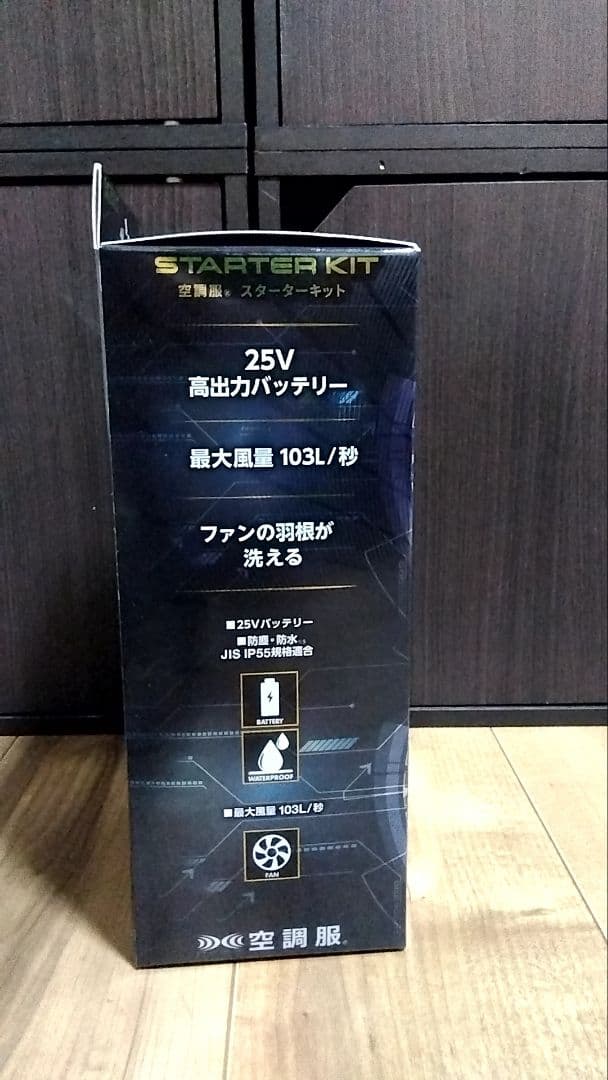 STARTER KIT
空調服® スターターキット
25V
高出力バッテリー
最大風量 103L/秒
ファンの羽根が
洗える
■25Vバッテリー
■防塵・防水
JIS IP55規格適合
BATTERY
WATERPROOF
■最大風量 103L/秒
FAN
空調服®